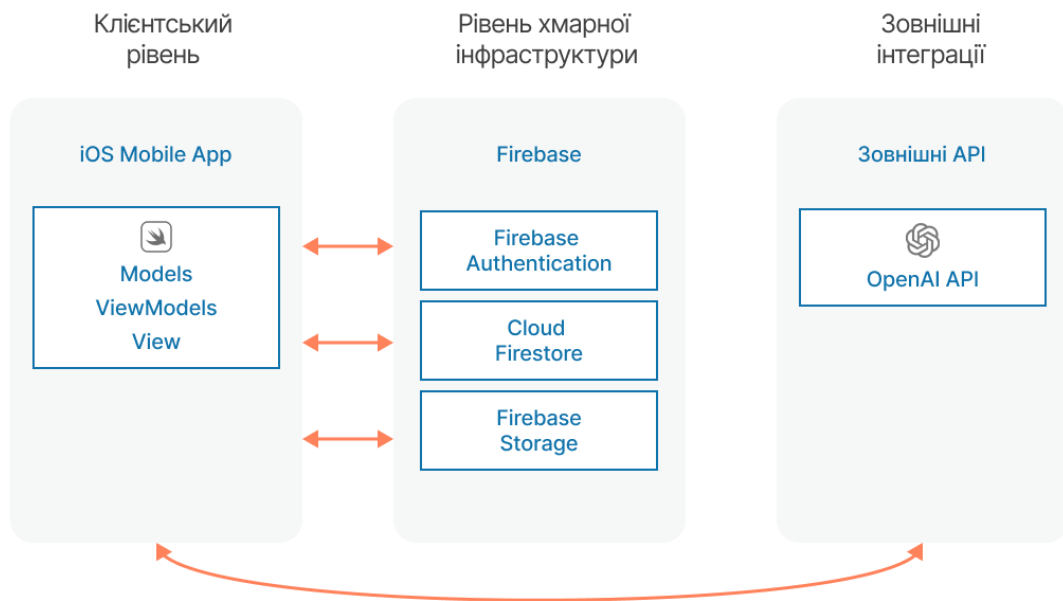 Клієнтський
рівень
Рівень хмарної
інфраструктури
Зовнішні
інтеграції
iOS Mobile App
Models
ViewModels
View
Firebase
Firebase
Authentication
Cloud
Firestore
Firebase
Storage
Зовнішні API
OpenAI API